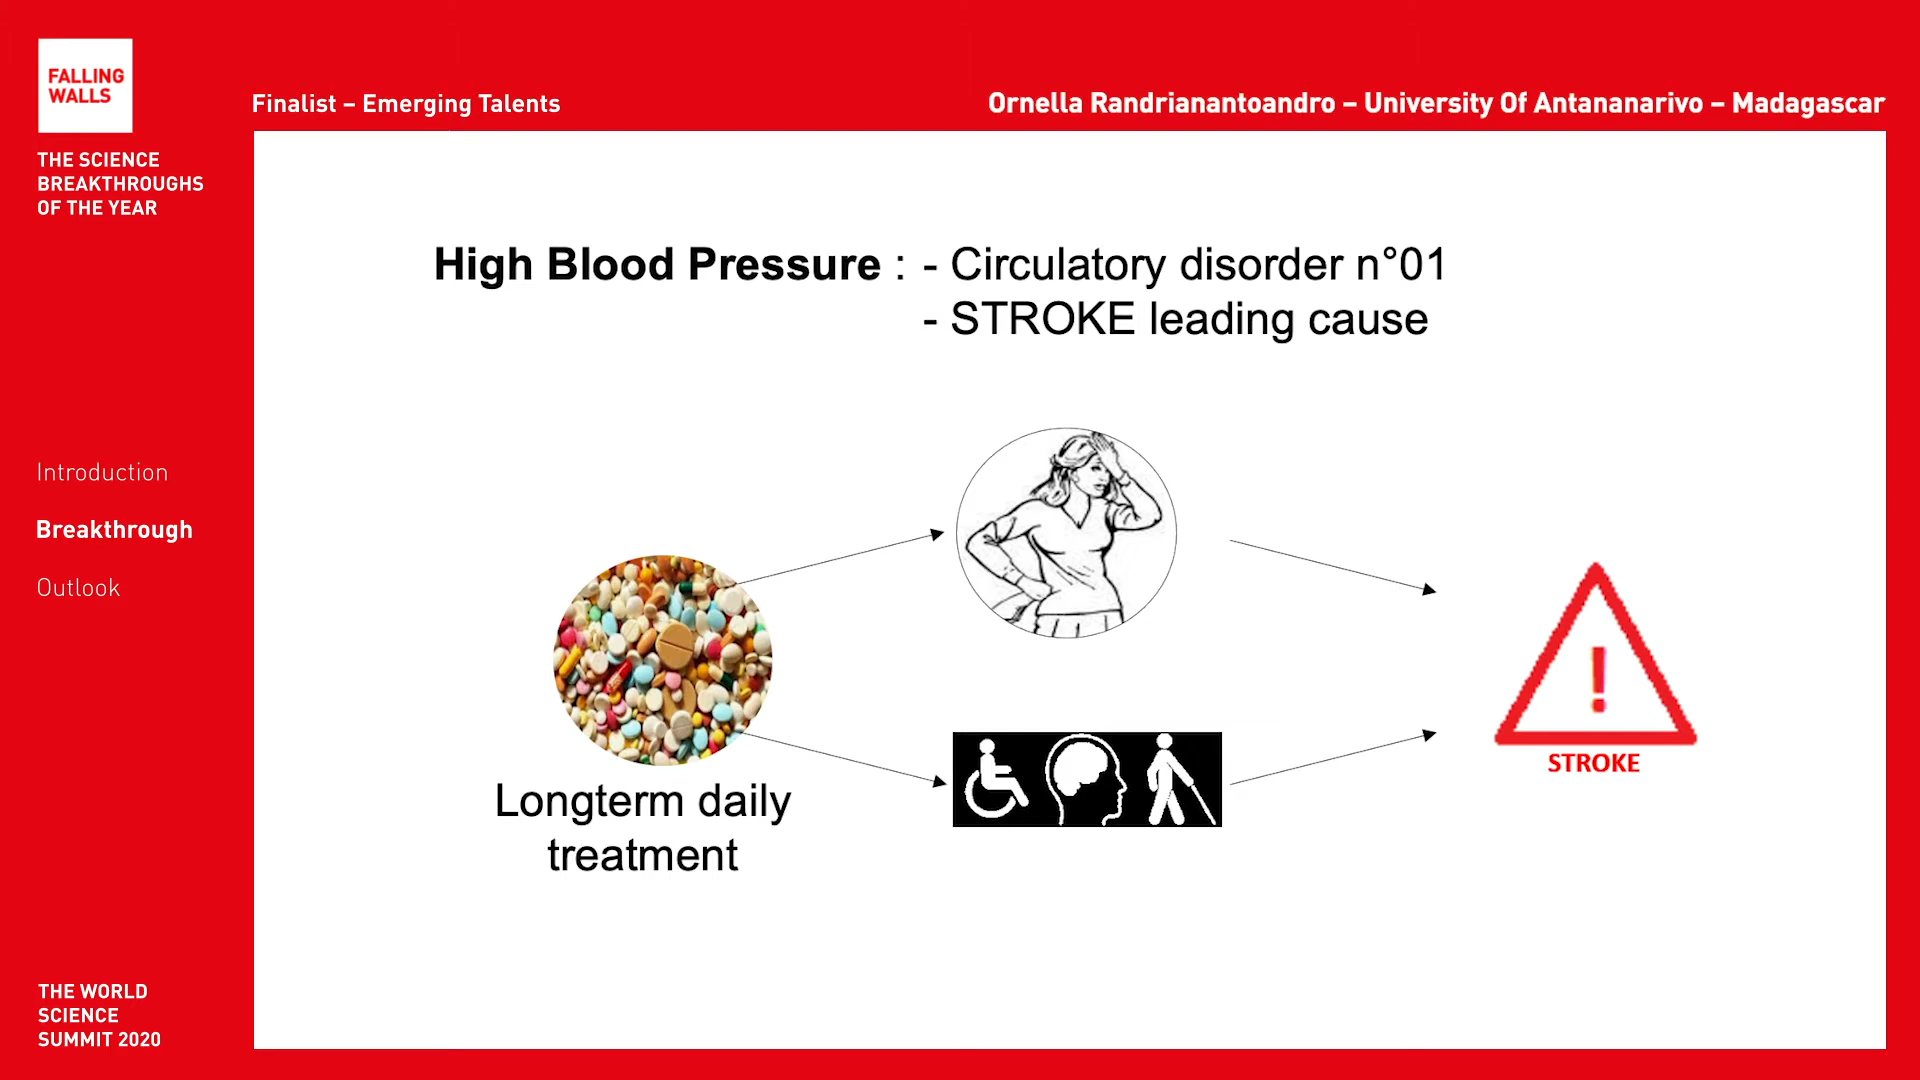 FALLING
WALLS
THE SCIENCE
BREAKTHROUGHS
OF THE YEAR
Finalist – Emerging Talents
Ornella Randrianantoandro – University Of Antananarivo – Madagascar
High Blood Pressure : - Circulatory disorder n°01
- STROKE leading cause
Introduction
Breakthrough
Outlook
!
STROKE
Longterm daily
treatment
THE WORLD
SCIENCE
SUMMIT 2020